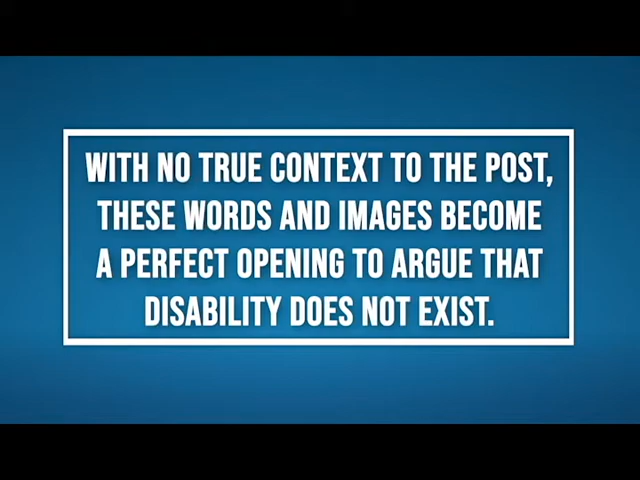 WITH NO TRUE CONTEXT TO THE POST,
THESE WORDS AND IMAGES BECOME
A PERFECT OPENING TO ARGUE THAT
DISABILITY DOES NOT EXIST.